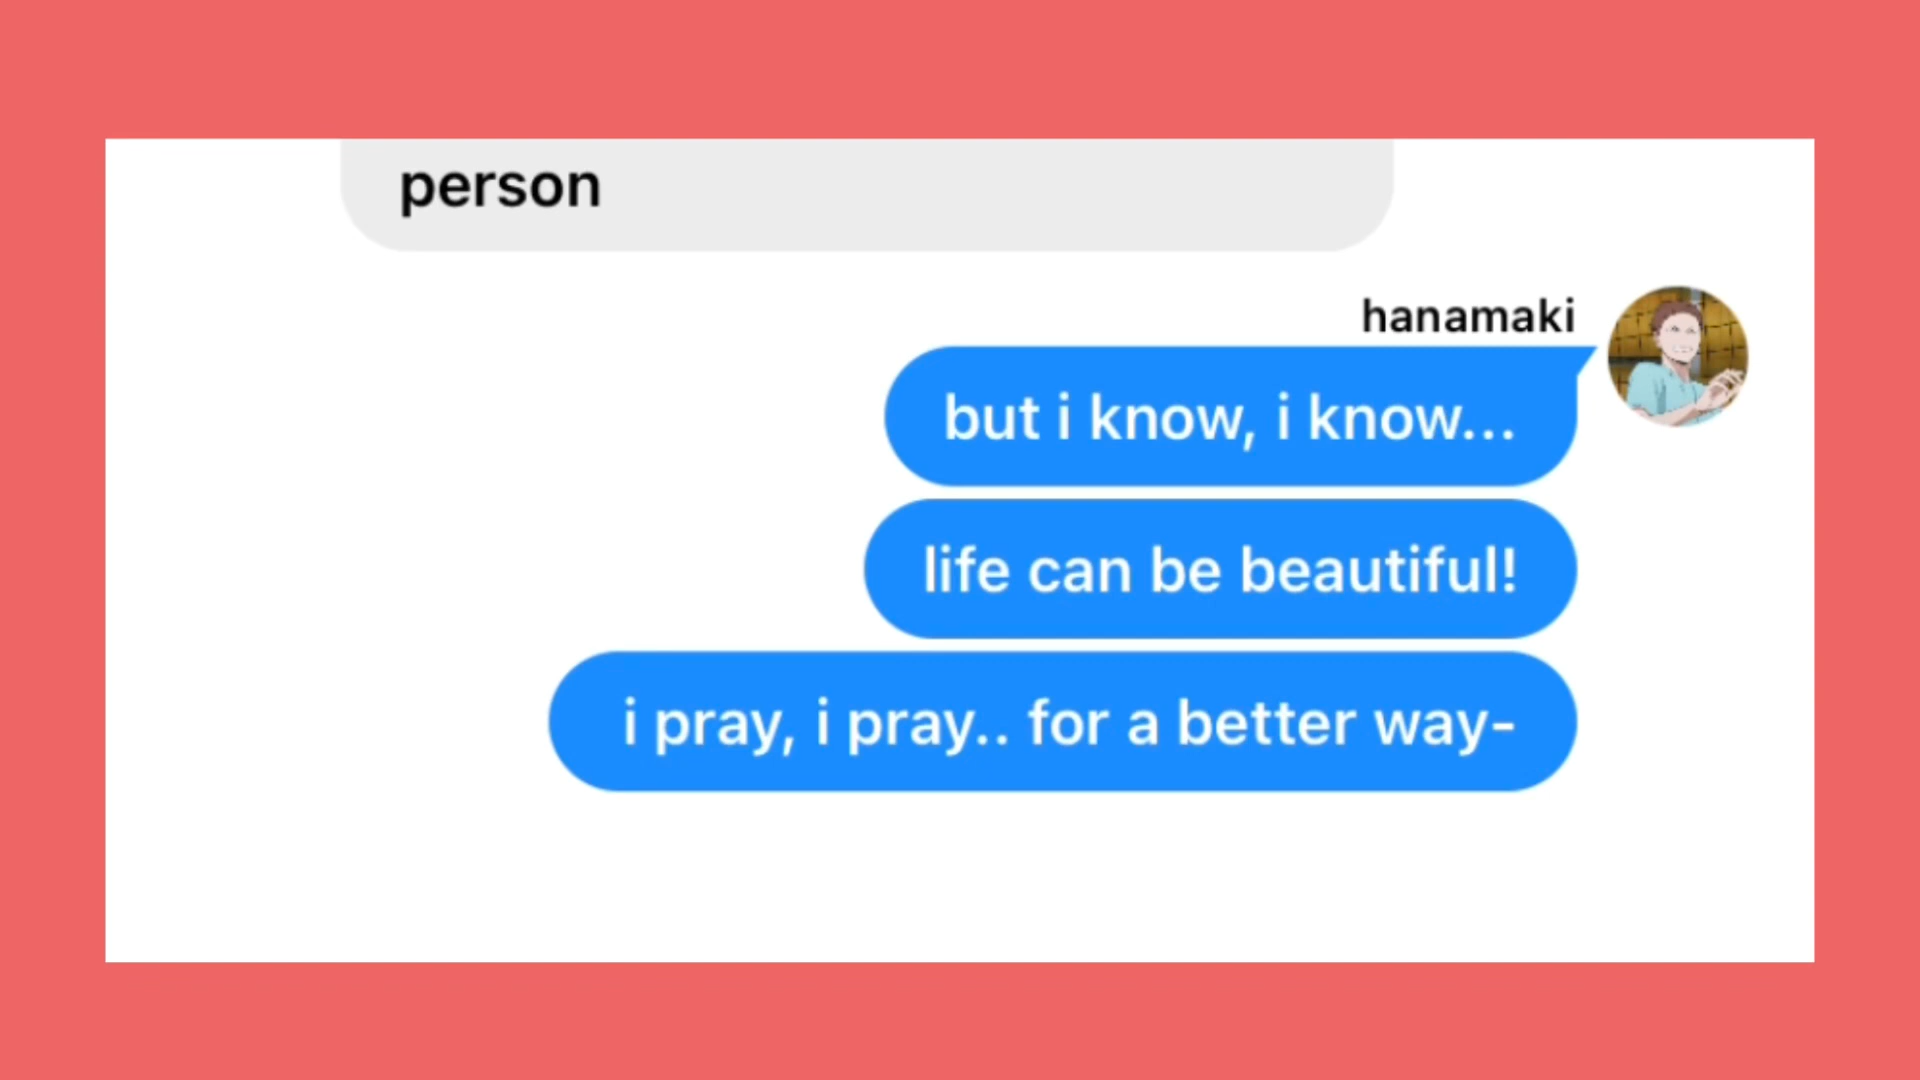 person
hanamaki
but i know, i know...
life can be beautiful!
i pray, i pray.. for a better way-